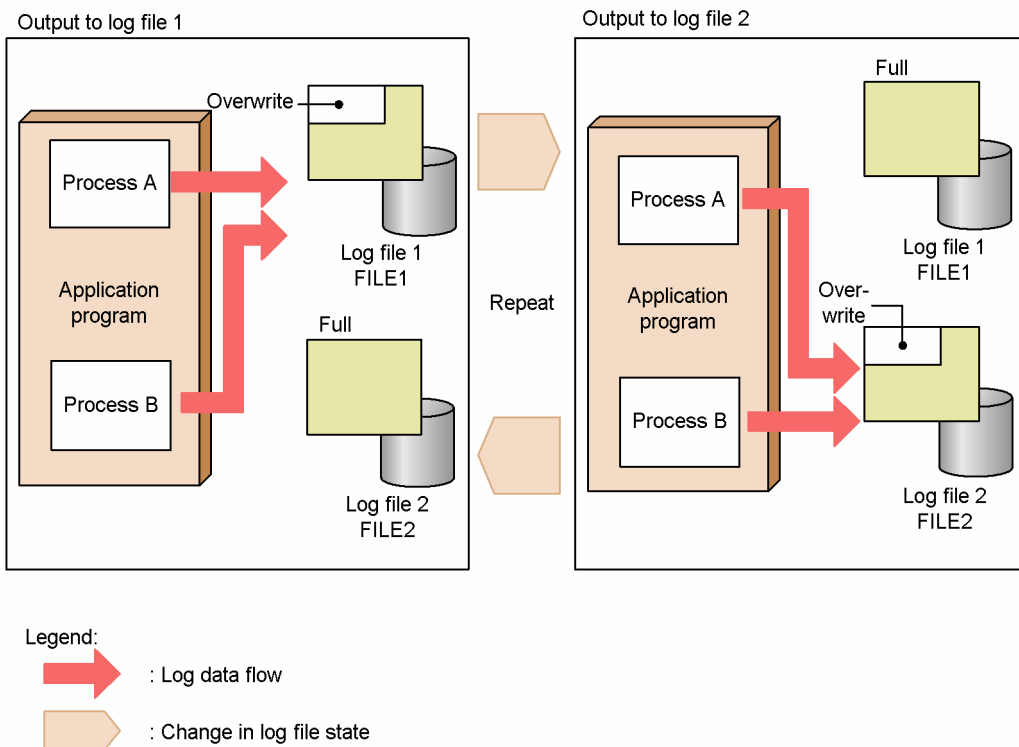 Output to log file 1
Overwrite
Process A
Log file 1
FILE1
Application
program
Full
Process B
Log file 2
FILE2
Repeat
Output to log file 2
Full
Process A
Log file 1
FILE1
Application
program
Over-
write
Process B
Log file 2
FILE2
Legend:
: Log data flow
: Change in log file state